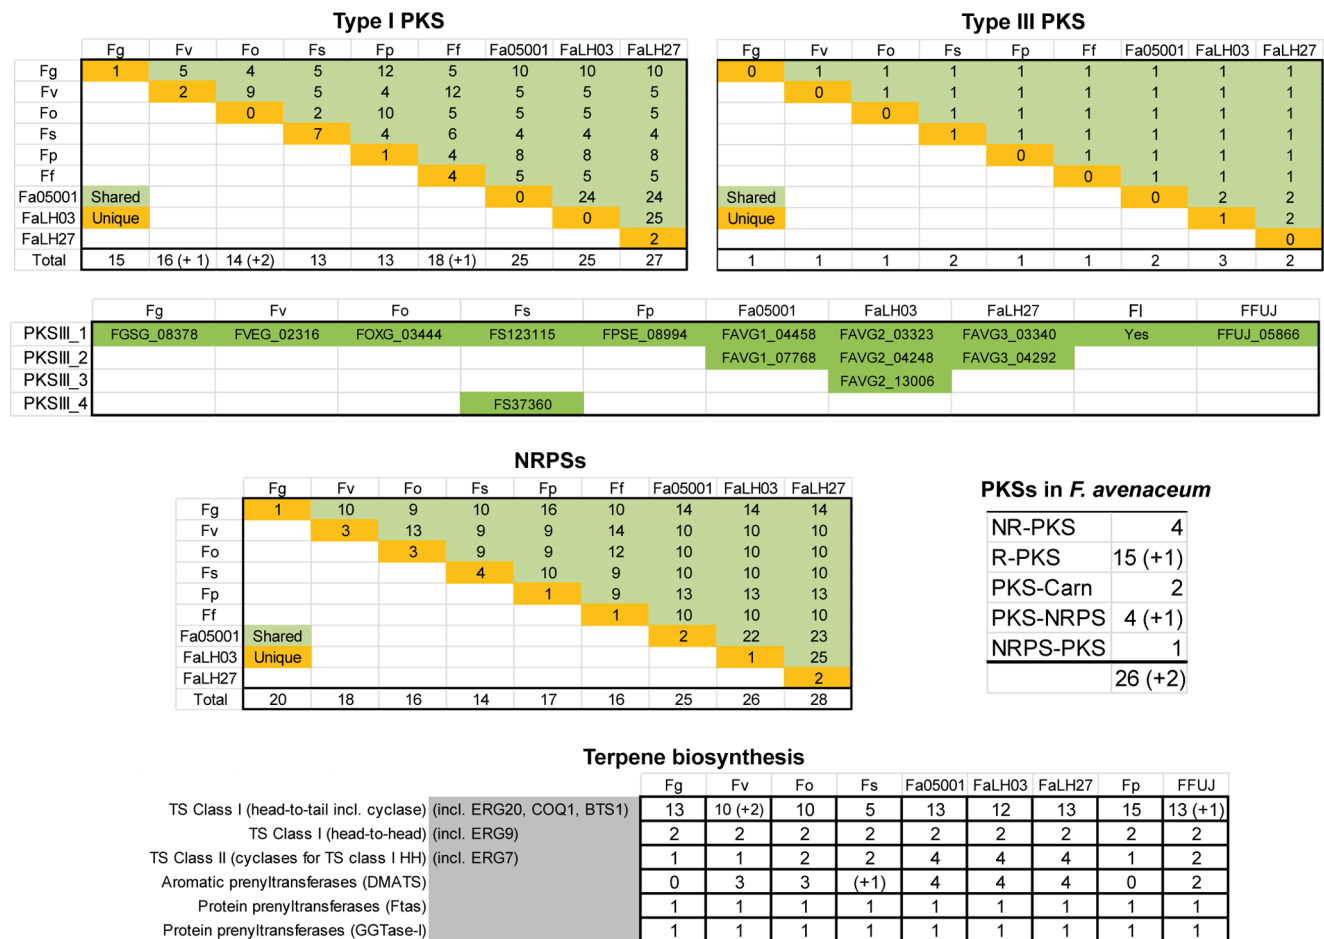 Type I PKS
Fg Fv Fo Fs Fp Ff Fa05001 FaLH03 FaLH27
Fg 1 5 4 5 12 5 10 10 10
Fv 2 9 5 4 12 5 5 5
Fo 0 2 10 5 5 5 5
Fs 7 4 6 4 4 4
Fp 1 4 8 8 8
Ff 4 5 5 5
Fa05001 Shared 0 24 24
FaLH03 Unique 0 25
FaLH27 2
Total 15 16 (+ 1) 14 (+2) 13 13 18 (+1) 25 25 27
Type III PKS
Fg Fv Fo Fs Fp Ff Fa05001 FaLH03 FaLH27
0 1 1 1 1 1 1 1 1
0 1 1 1 1 1 1 1
0 1 1 1 1 1 1
1 1 1 1 1 1
0 1 1 1 1
0 1 1 1
Shared 0 2 2
Unique 1 2
0
1 1 1 2 1 1 2 3 2
Fg Fv Fo Fs Fp Fa05001 FaLH03 FaLH27 FI FFUJ
PKSIII_1 FGSG_08378 FVEG_02316 FOXG_03444 FS123115 FPSE_08994 FAVG1_04458 FAVG2_03323 FAVG3_03340 Yes FFUJ_05866
PKSIII_2 FAVG1_07768 FAVG2_04248 FAVG3_04292
PKSIII_3 FAVG2_13006
PKSIII_4 FS37360
NRPSs
Fg Fv Fo Fs Fp Ff Fa05001 FaLH03 FaLH27
Fg 1 10 9 10 16 10 14 14 14
Fv 3 13 9 9 14 10 10 10
Fo 3 9 9 12 10 10 10
Fs 4 10 9 10 10 10
Fp 1 9 13 13 13
Ff 1 10 10 10
Fa05001 Shared 2 22 23
FaLH03 Unique 1 25
FaLH27 2
Total 20 18 16 14 17 16 25 26 28
PKSs in F. avenaceum
NR-PKS 4
R-PKS 15 (+1)
PKS-Carn 2
PKS-NRPS 4 (+1)
NRPS-PKS 1
26 (+2)
Terpene biosynthesis
Fg Fv Fo Fs Fa05001 FaLH03 FaLH27 Fp FFUJ
TS Class I (head-to-tail incl. cyclase) (incl. ERG20, COQ1, BTS1) 13 10 (+2) 10 5 13 12 13 15 13 (+1)
TS Class I (head-to-head) (incl. ERG9) 2 2 2 2 2 2 2 2 2
TS Class II (cyclases for TS class I HH) (incl. ERG7) 1 1 2 2 4 4 4 1 2
Aromatic prenyltransferases (DMATS) 0 3 3 (+1) 4 4 4 0 2
Protein prenyltransferases (Ftas) 1 1 1 1 1 1 1 1 1
Protein prenyltransferases (GGTase-I) 1 1 1 1 1 1 1 1 1